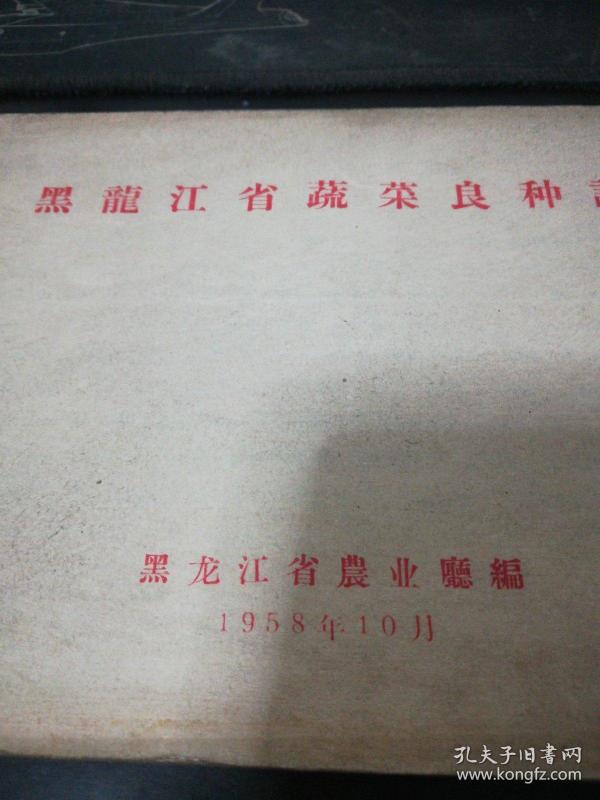 黑龍江省蔬菜良种
黑龙江省農业廳編
1958年10月
孔夫子旧書网
www.kongfz.com